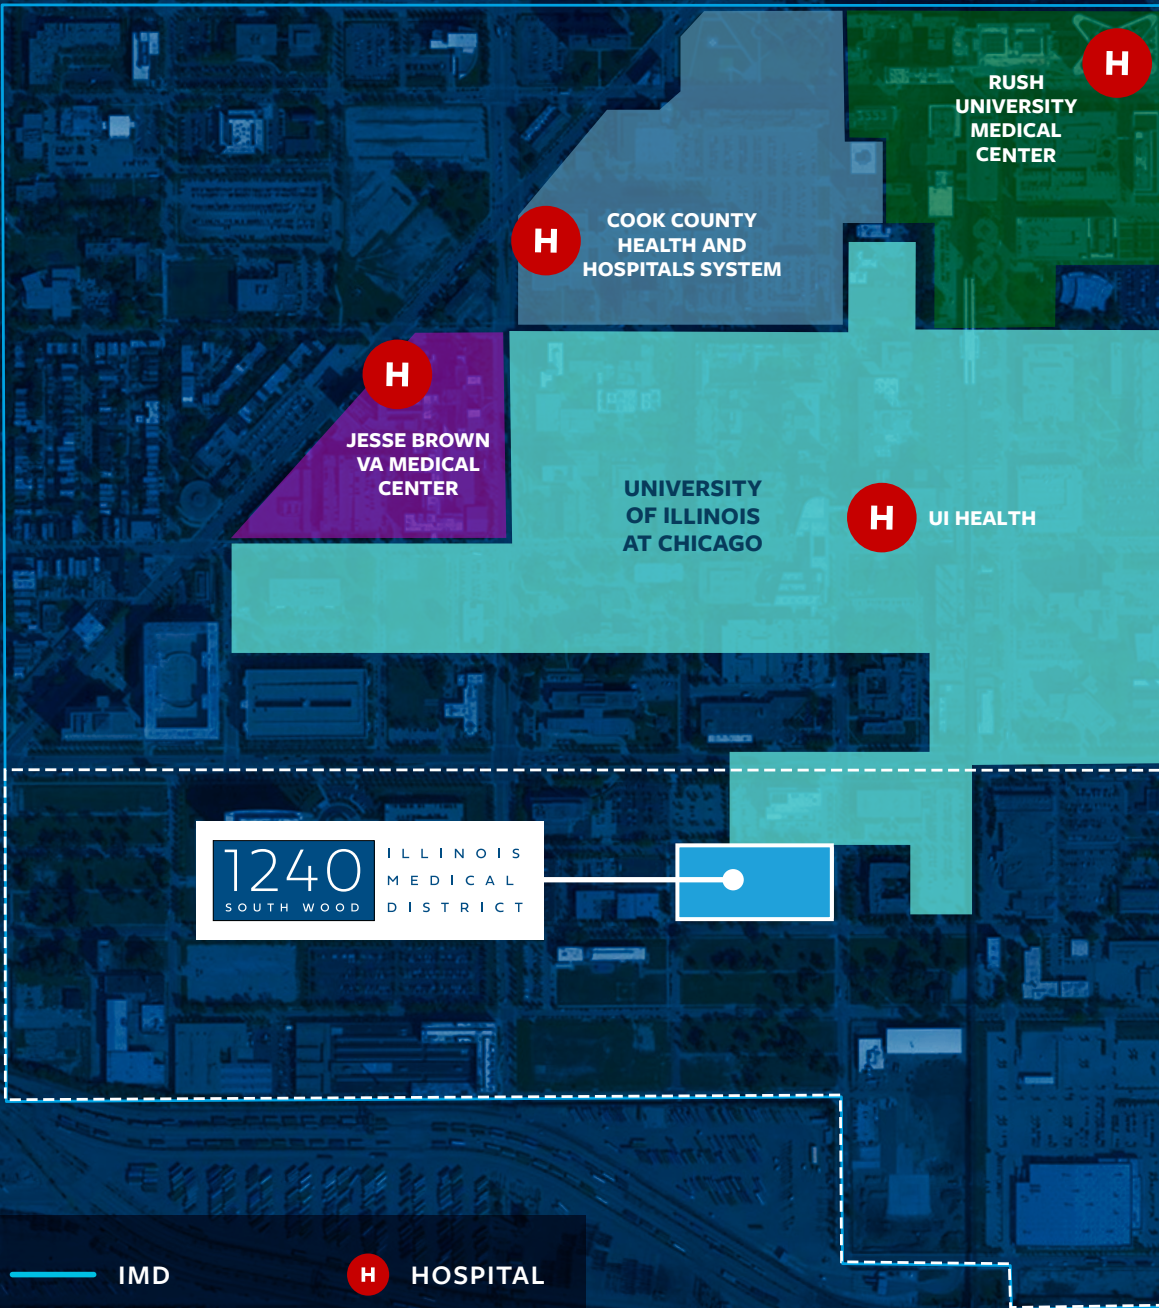 H
RUSH
UNIVERSITY
MEDICAL
CENTER
H
COOK COUNTY
HEALTH AND
HOSPITALS SYSTEM
H
JESSE BROWN
VA MEDICAL
CENTER
UNIVERSITY
OF ILLINOIS
AT CHICAGO
H
UI HEALTH
1240
SOUTH WOOD
ILLINOIS
MEDICAL
DISTRICT
IMD
H HOSPITAL